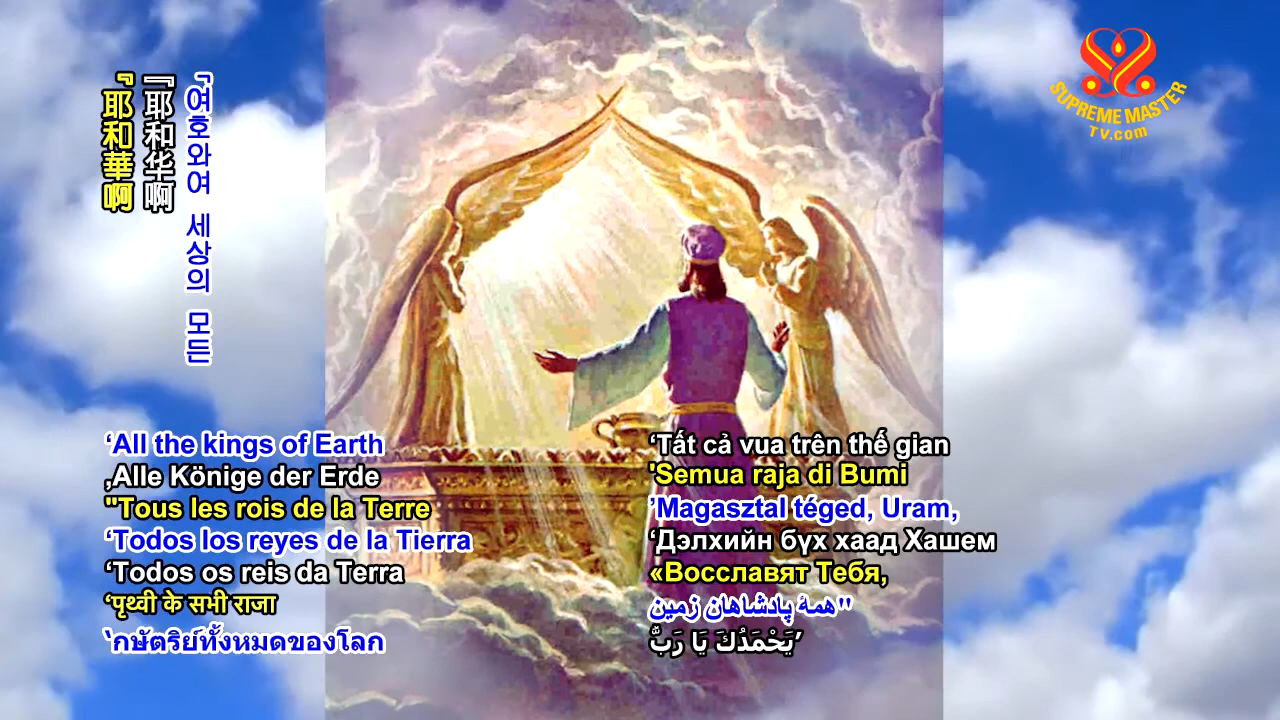 『耶和華啊
『耶和华啊
「여호와여 세상의 모든
SUPREME MASTER
TV.com
‘All the kings of Earth
‚Alle Könige der Erde
"Tous les rois de la Terre
‘Todos los reyes de la Tierra
‘Todos os reis da Terra
‘पृथ्वी के सभी राजा
‘กษัตริย์ทั้งหมดของโลก
‘Tất cả vua trên thế gian
'Semua raja di Bumi
’Magasztal téged, Uram,
‘Дэлхийн бүх хаад Хашем
«Восславят Тебя,
"همهٔ پادشاهان زمین
’يَحْمَدُكَ يَا رَبُّ